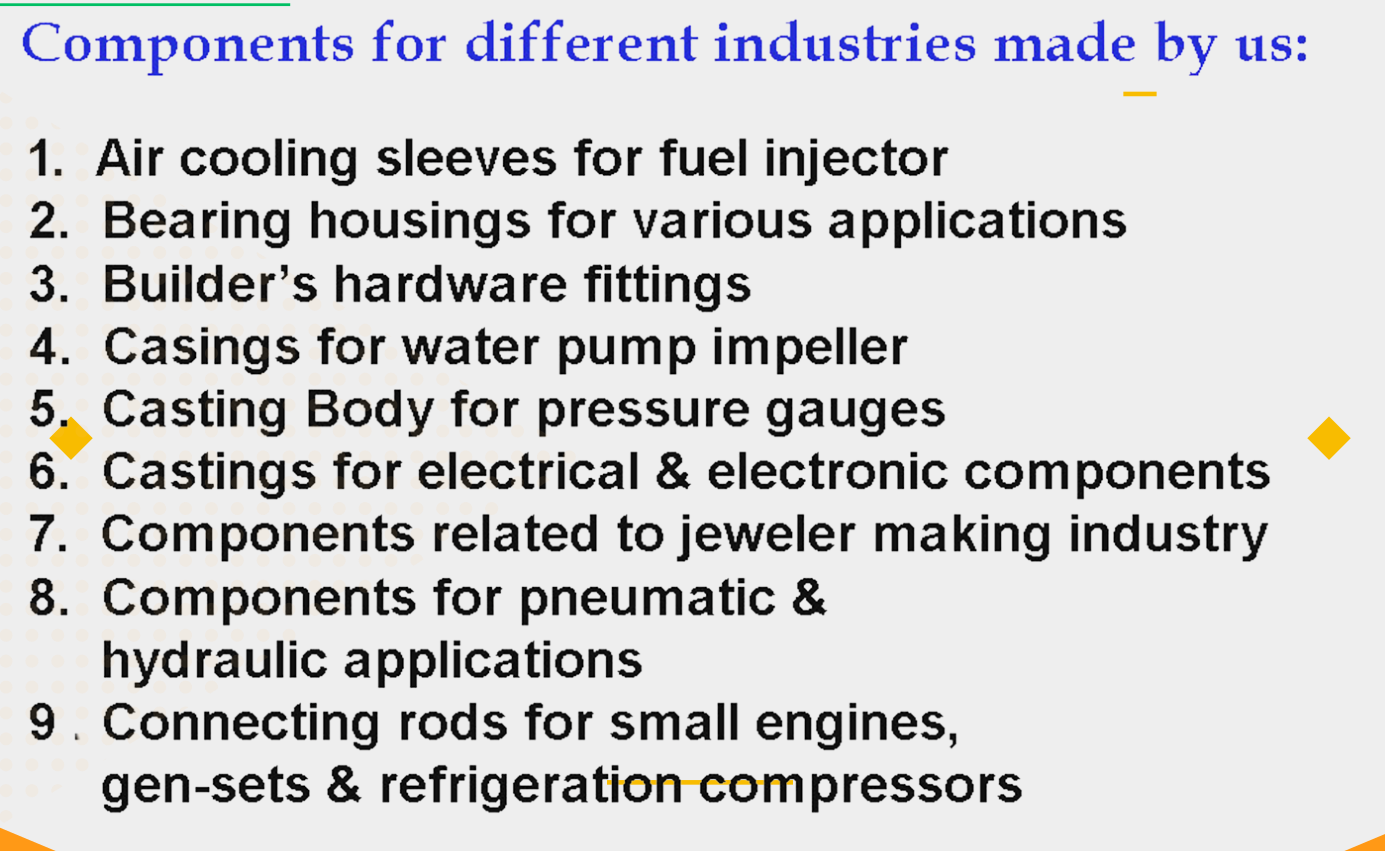 Components for different industries made by us:
1. Air cooling sleeves for fuel injector
2. Bearing housings for various applications
3. Builder’s hardware fittings
4. Casings for water pump impeller
5. Casting Body for pressure gauges
6. Castings for electrical & electronic components
7. Components related to jeweler making industry
8. Components for pneumatic &
hydraulic applications
9 . Connecting rods for small engines,
gen-sets & refrigeration compressors